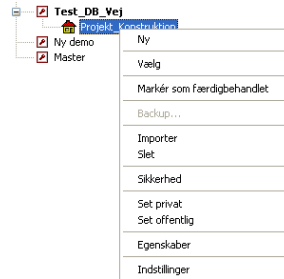 Test_DB_Vej
Projekt_Konstruktion
Ny demo
Master
Ny
Vælg
Markér som færdigbehandlet
Backup...
Importer
Slet
Sikkerhed
Set privat
Set offentlig
Egenskaber
Indstillinger